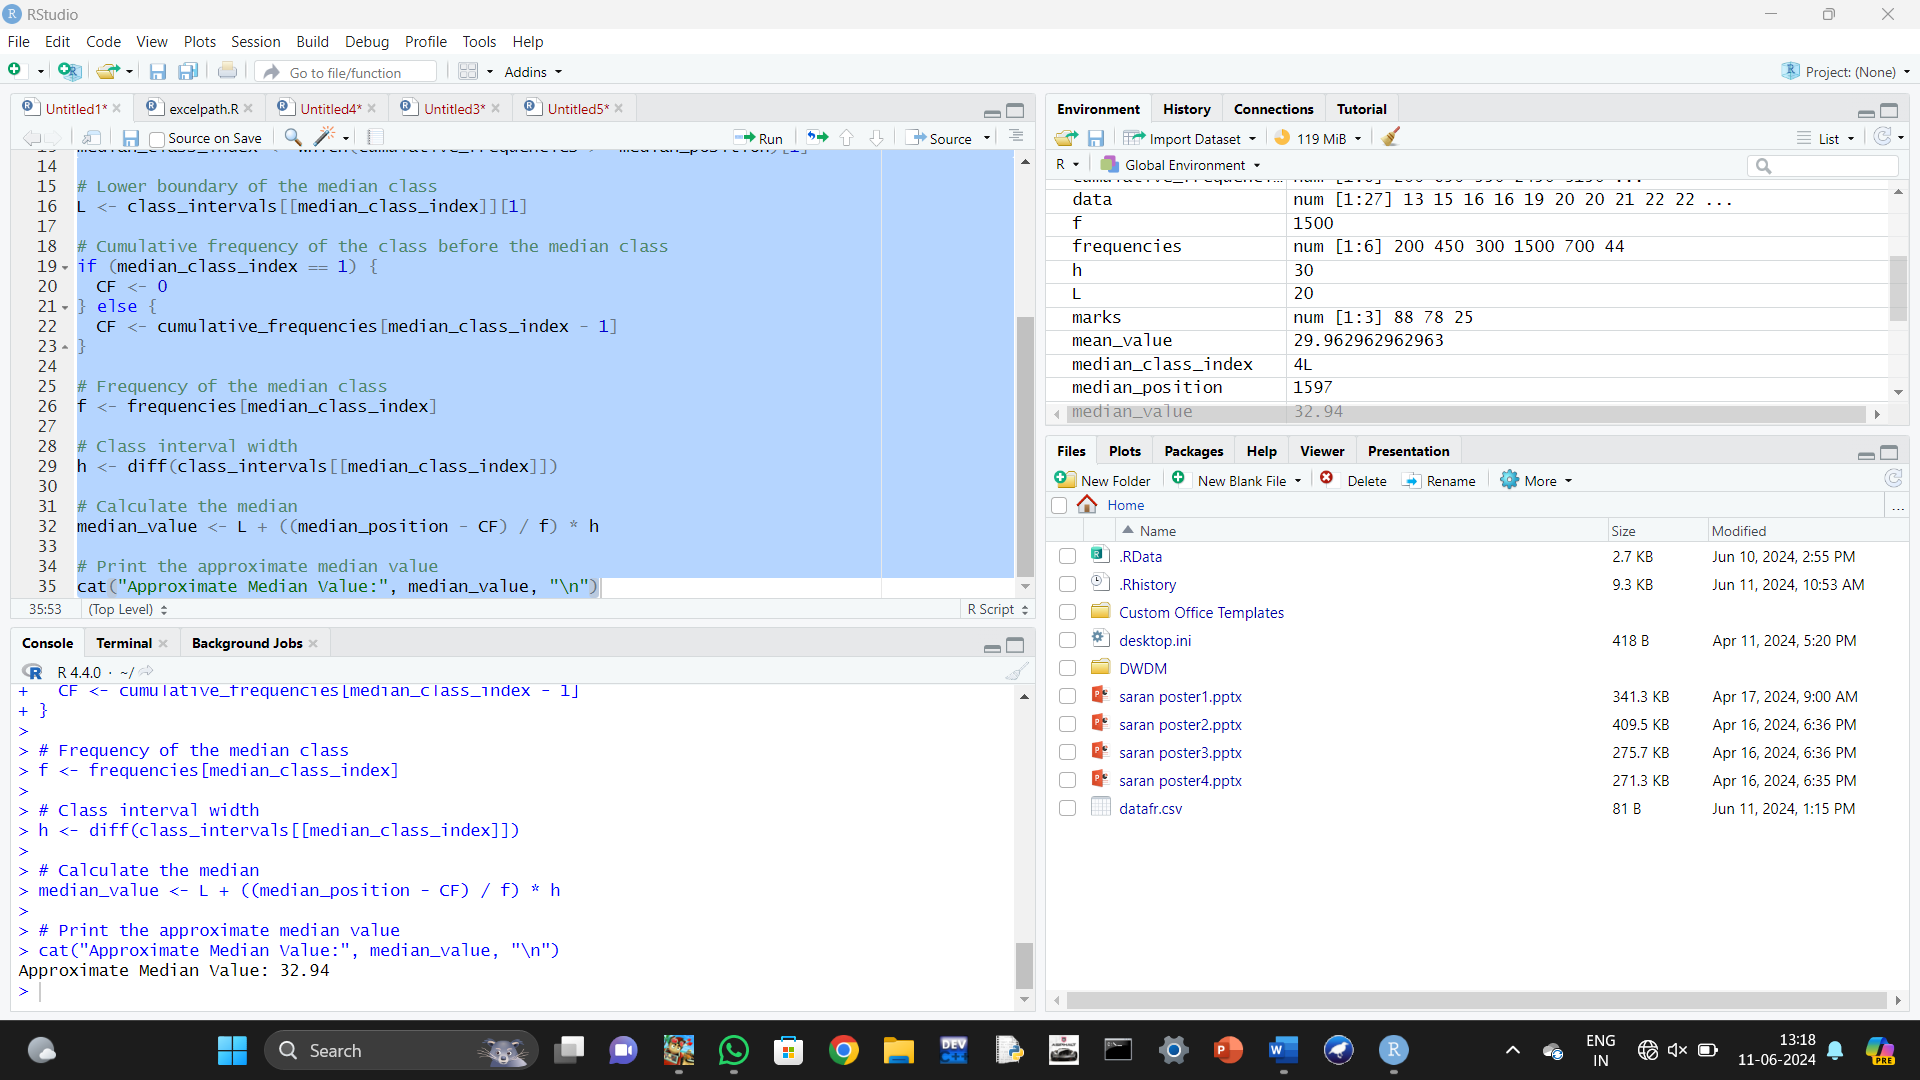 RStudio
File Edit Code View Plots Session Build Debug Profile Tools Help
Go to file/function Addins Project: (None)
Untitled1* excelpath.R Untitled4* Untitled3* Untitled5*
Source on Save Run Source
14
15 # Lower boundary of the median class
16 L <- class_intervals[[median_class_index]][1]
17
18 # Cumulative frequency of the class before the median class
19 if (median_class_index == 1) {
20 CF <- 0
21 } else {
22 CF <- cumulative_frequencies[median_class_index - 1]
23 }
24
25 # Frequency of the median class
26 f <- frequencies[median_class_index]
27
28 # Class interval width
29 h <- diff(class_intervals[[median_class_index]])
30
31 # Calculate the median
32 median_value <- L + ((median_position - CF) / f) * h
33
34 # Print the approximate median value
35 cat("Approximate Median Value:", median_value, "\n")
35:53 (Top Level) R Script
Console Terminal Background Jobs
R 4.4.0 · ~/
+ CF <- cumulative_frequencies[median_class_index - 1]
+ }
>
> # Frequency of the median class
> f <- frequencies[median_class_index]
>
> # Class interval width
> h <- diff(class_intervals[[median_class_index]])
>
> # Calculate the median
> median_value <- L + ((median_position - CF) / f) * h
>
> # Print the approximate median value
> cat("Approximate Median Value:", median_value, "\n")
Approximate Median Value: 32.94
>
Environment History Connections Tutorial
Import Dataset 119 MiB List
R Global Environment
data num [1:27] 13 15 16 16 19 20 20 21 22 22 ...
f 1500
frequencies num [1:6] 200 450 300 1500 700 44
h 30
L 20
marks num [1:3] 88 78 25
mean_value 29.962962962963
median_class_index 4L
median_position 1597
median_value 32.94
Files Plots Packages Help Viewer Presentation
New Folder New Blank File Delete Rename More
Home ...
Name Size Modified
.RData 2.7 KB Jun 10, 2024, 2:55 PM
.Rhistory 9.3 KB Jun 11, 2024, 10:53 AM
Custom Office Templates
desktop.ini 418 B Apr 11, 2024, 5:20 PM
DWDM
saran poster1.pptx 341.3 KB Apr 17, 2024, 9:00 AM
saran poster2.pptx 409.5 KB Apr 16, 2024, 6:36 PM
saran poster3.pptx 275.7 KB Apr 16, 2024, 6:36 PM
saran poster4.pptx 271.3 KB Apr 16, 2024, 6:35 PM
datafr.csv 81 B Jun 11, 2024, 1:15 PM
Search
DEV C++
ENG
IN
13:18
11-06-2024
PRE